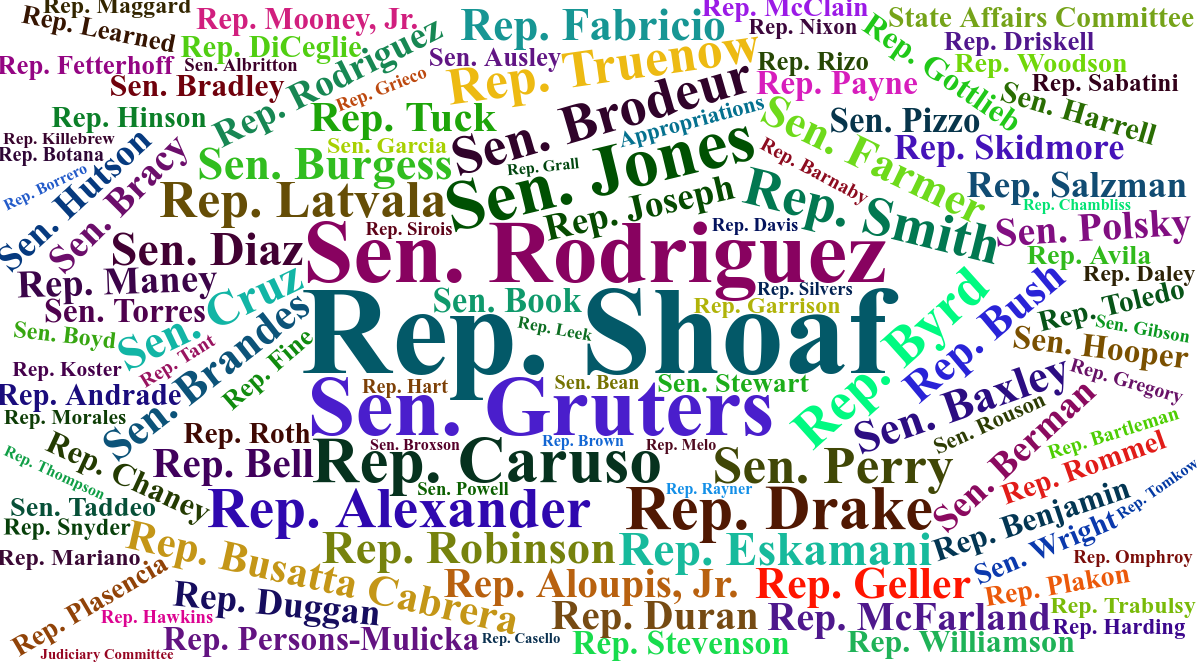 Rep. Maggard
Rep. Learned
Rep. Mooney, Jr.
Rep. Fabricio
Rep. McClain
State Affairs Committee
Rep. Nixon
Rep. DiCeglie
Rep. Rodriguez
Sen. Ausley
Rep. Truenow
Rep. Driskell
Rep. Gottlieb
Rep. Fetterhoff
Sen. Albritton
Rep. Rizo
Rep. Woodson
Sen. Bradley
Rep. Grieco
Rep. Payne
Rep. Sabatini
Sen. Brodeur
Sen. Harrell
Rep. Hinson
Rep. Tuck
Appropriations
Sen. Farmer
Sen. Pizzo
Rep. Killebrew
Sen. Garcia
Rep. Botana
Sen. Hutson
Sen. Bracy
Sen. Burgess
Rep. Grall
Sen. Jones
Rep. Barnaby
Rep. Skidmore
Rep. Borrero
Rep. Latvala
Rep. Joseph
Rep. Smith
Rep. Salzman
Rep. Chambliss
Rep. Sirois
Rep. Davis
Sen. Polsky
Sen. Diaz
Sen. Rodriguez
Rep. Avila
Rep. Maney
Rep. Daley
Sen. Torres
Sen. Cruz
Sen. Book
Rep. Silvers
Rep. Garrison
Rep. Toledo
Sen. Boyd
Rep. Tant
Sen. Brandes
Rep. Shoaf
Rep. Leek
Rep. Byrd
Rep. Bush
Sen. Gibson
Sen. Hooper
Rep. Koster
Rep. Fine
Rep. Andrade
Rep. Hart
Sen. Bean
Sen. Stewart
Rep. Gregory
Sen. Gruters
Sen. Baxley
Rep. Morales
Rep. Roth
Sen. Broxson
Rep. Brown
Rep. Melo
Sen. Rouson
Rep. Bartleman
Rep. Chaney
Rep. Bell
Rep. Caruso
Sen. Perry
Sen. Berman
Rep. Rommel
Rep. Thompson
Sen. Powell
Rep. Rayner
Rep. Tomkow
Sen. Taddeo
Rep. Alexander
Rep. Drake
Rep. Benjamin
Rep. Snyder
Rep. Busatta Cabrera
Rep. Robinson
Rep. Eskamani
Sen. Wright
Rep. Mariano
Rep. Omphroy
Rep. Plasencia
Rep. Duggan
Rep. Aloupis, Jr.
Rep. Geller
Rep. Plakon
Rep. Hawkins
Rep. Duran
Rep. McFarland
Rep. Trabulsy
Rep. Harding
Rep. Persons-Mulicka
Rep. Casello
Rep. Stevenson
Rep. Williamson
Judiciary Committee